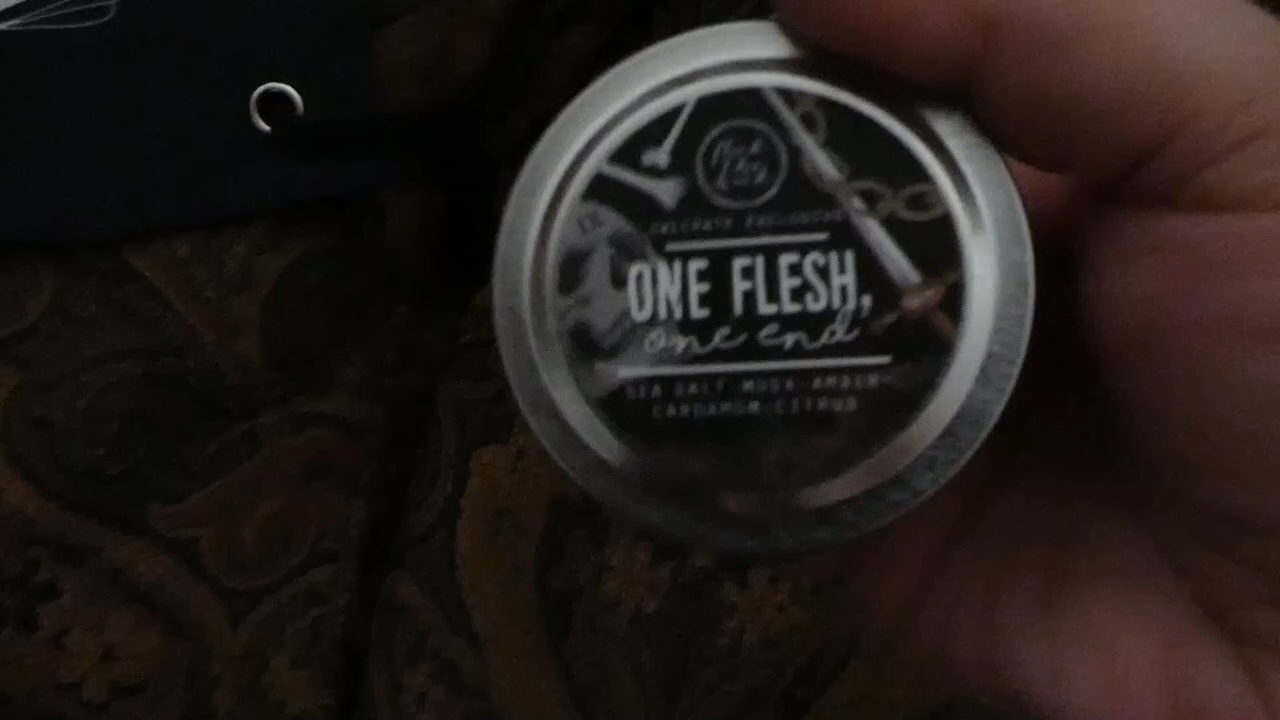 ONE FLESH,
one end
SEA SALT-MUSK-AMBER-
CARDAMOM-CITRUS